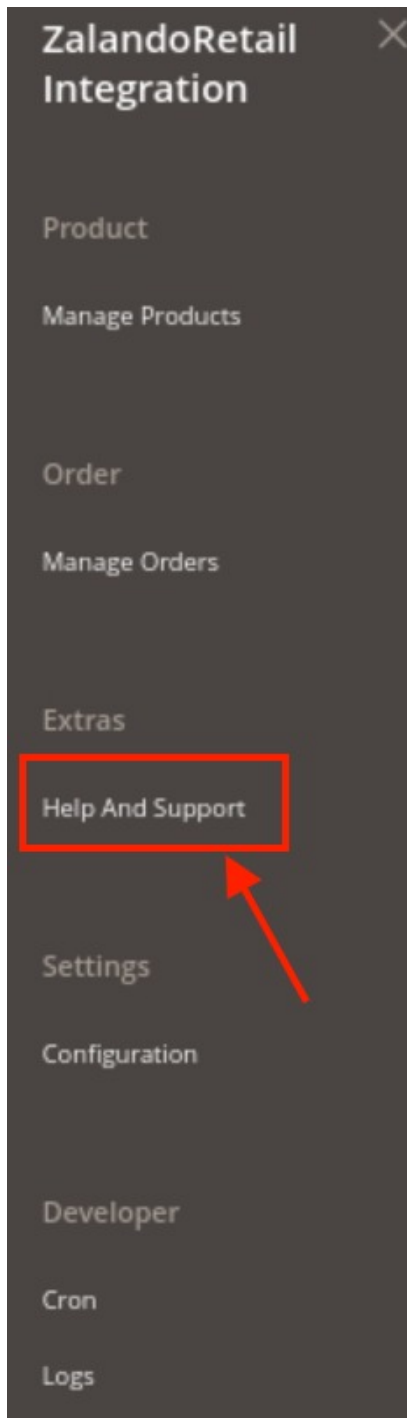 ZalandoRetail
Integration
Product
Manage Products
Order
Manage Orders
Extras
Help And Support
Settings
Configuration
Developer
Cron
Logs